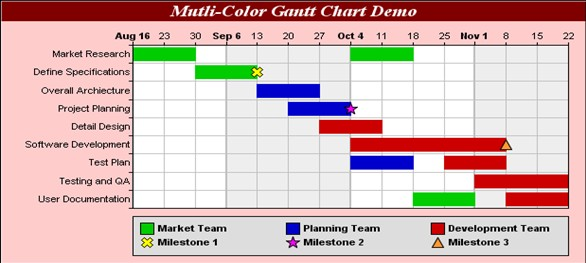 Mutli-Color Gantt Chart Demo
Aug 16 23 30 Sep 6 13 20 27 Oct 4 11 18 25 Nov 1 8 15 22
Market Research
Define Specifications
Overall Archiecture
Project Planning
Detail Design
Software Development
Test Plan
Testing and QA
User Documentation
Market Team Planning Team Development Team
Milestone 1 Milestone 2 Milestone 3